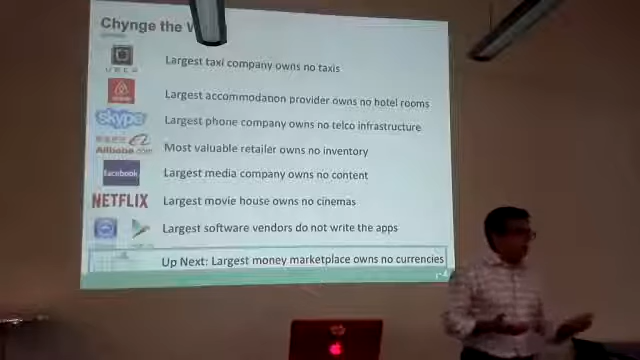 Chynge the W
UBER
Largest taxi company owns no taxis
Largest accommodation provider owns no hotel rooms
skype
Largest phone company owns no telco infrastructure
Alibaba.com
Most valuable retailer owns no inventory
facebook
Largest media company owns no content
NETFLIX
Largest movie house owns no cinemas
Largest software vendors do not write the apps
Up Next: Largest money marketplace owns no currencies